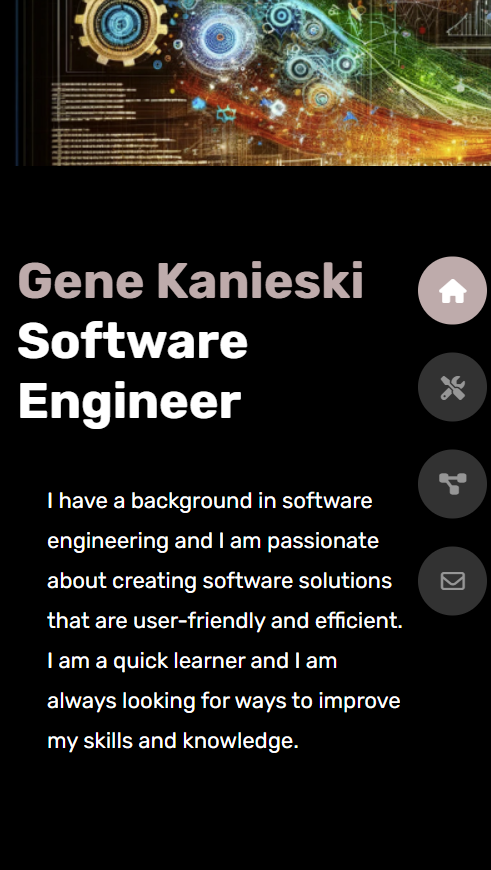 Gene Kanieski
Software
Engineer
I have a background in software
engineering and I am passionate
about creating software solutions
that are user-friendly and efficient.
I am a quick learner and I am
always looking for ways to improve
my skills and knowledge.